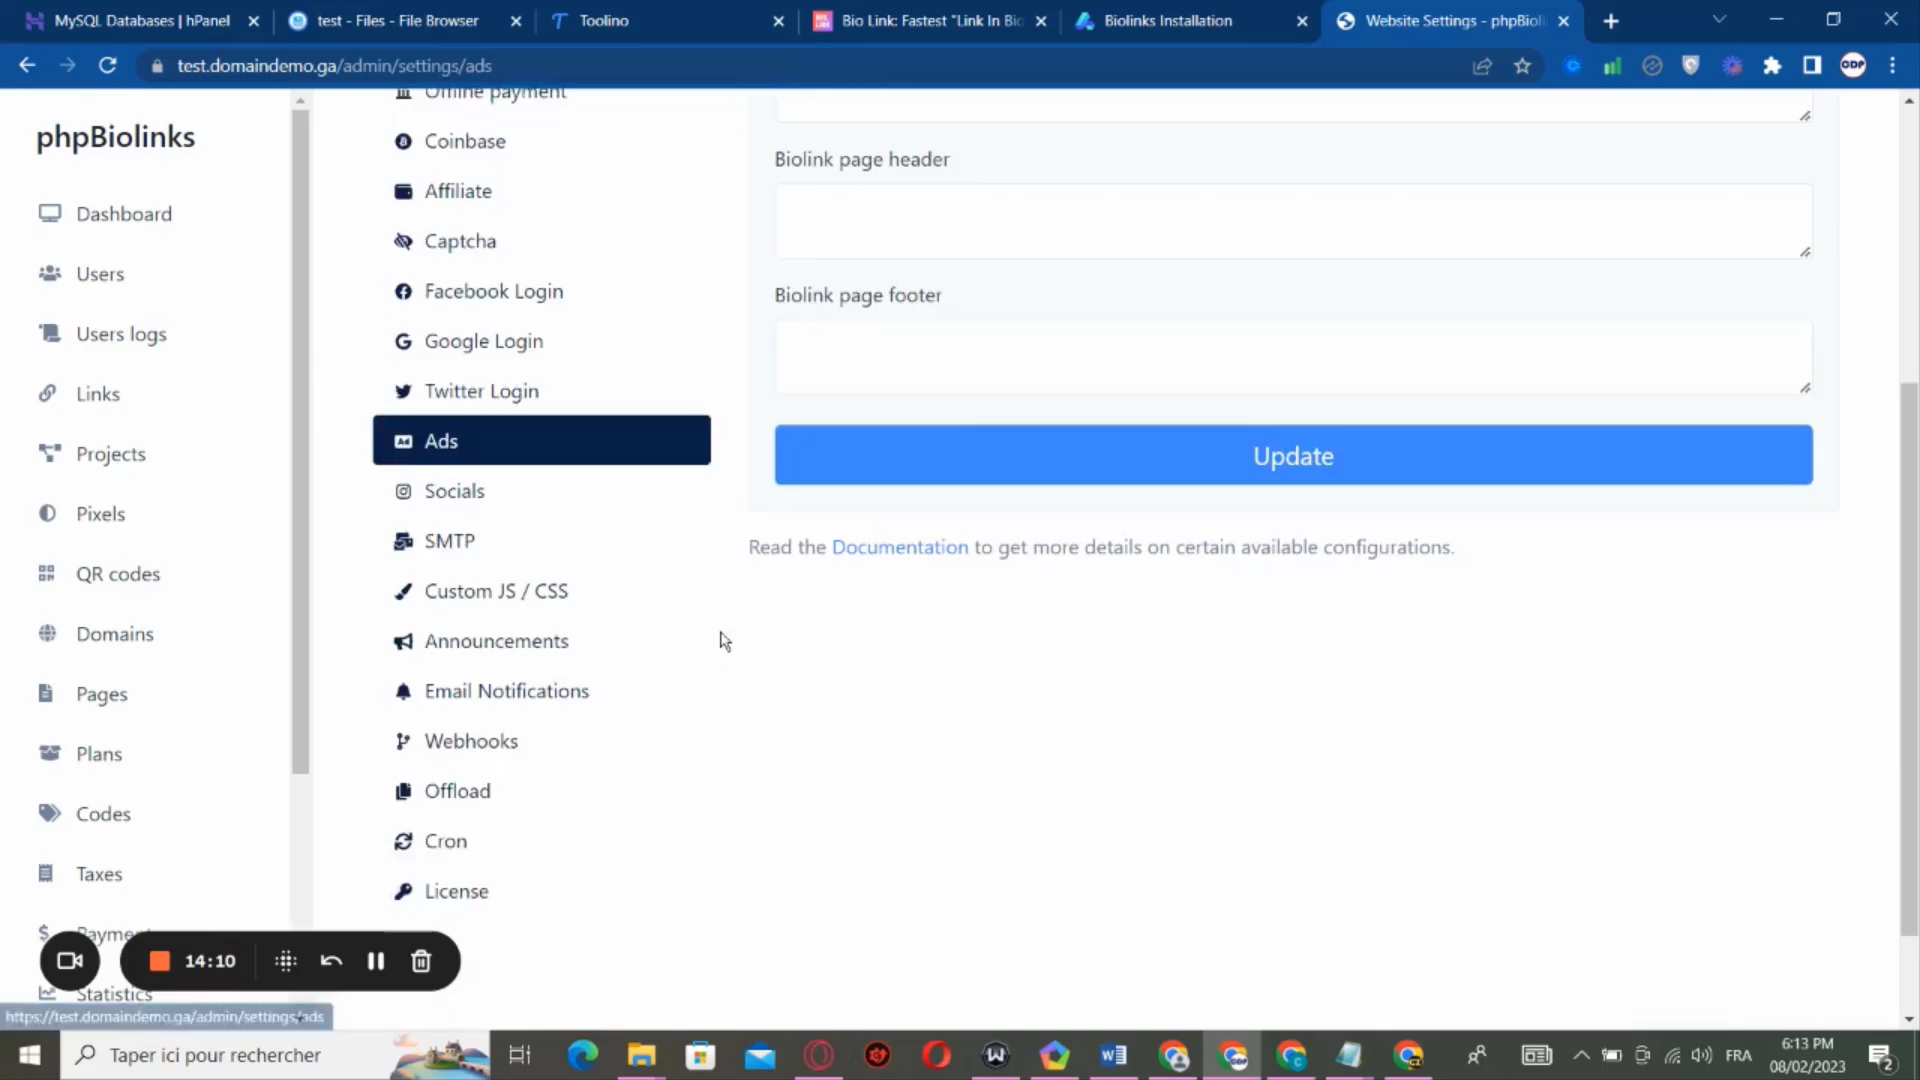 MySQL Databases | hPanel
test - Files - File Browser
Toolino
Bio Link: Fastest "Link In Bio
Biolinks Installation
Website Settings - phpBioli
test.domaindemo.ga/admin/settings/ads
phpBiolinks
Dashboard
Users
Users logs
Links
Projects
Pixels
QR codes
Domains
Pages
Plans
Codes
Taxes
Paymen
Statistics
Offline payment
Coinbase
Affiliate
Captcha
Facebook Login
Google Login
Twitter Login
Ads
Socials
SMTP
Custom JS / CSS
Announcements
Email Notifications
Webhooks
Offload
Cron
License
Biolink page header
Biolink page footer
Update
Read the Documentation to get more details on certain available configurations.
14:10
https://test.domaindemo.ga/admin/settings/ads
Taper ici pour rechercher
FRA
6:13 PM
08/02/2023
2